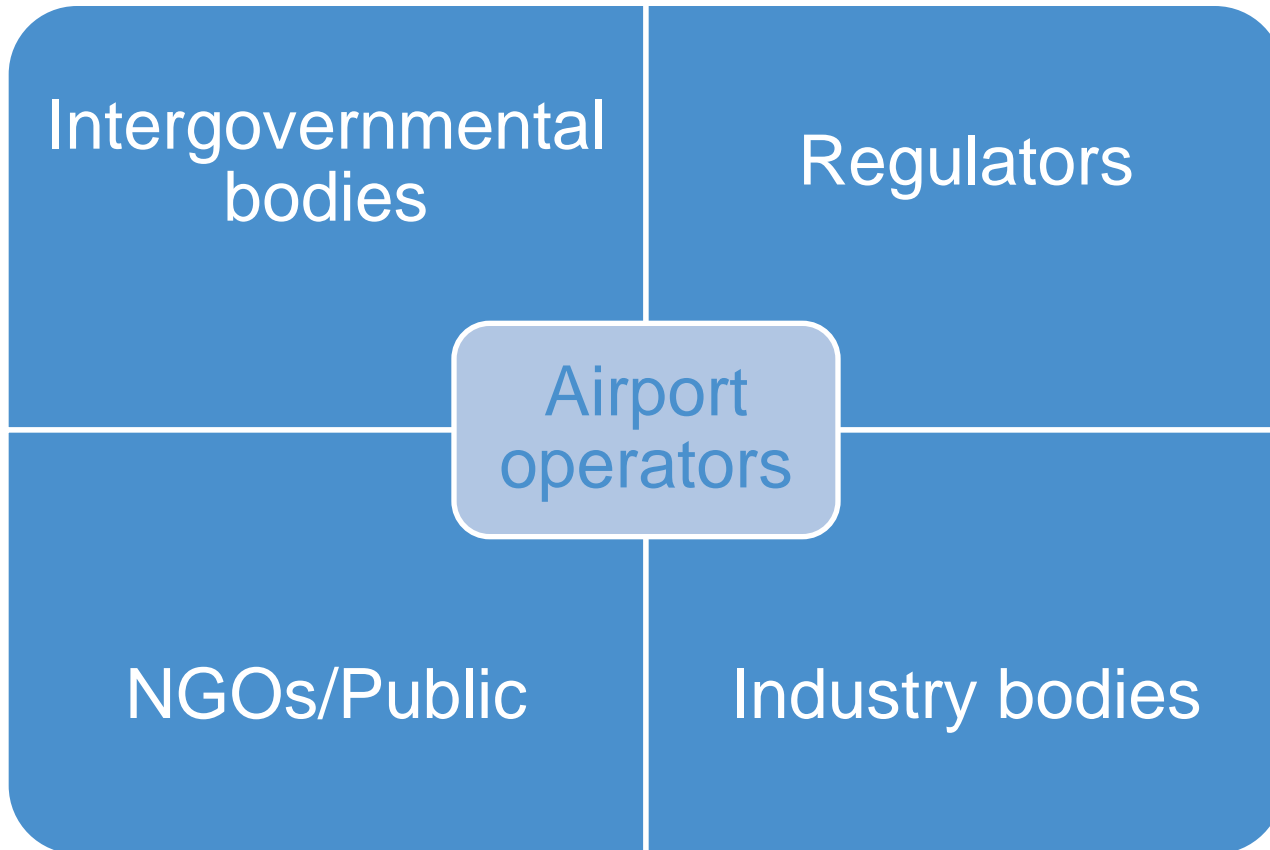 Intergovernmental
bodies
Regulators
Airport
operators
NGOs/Public
Industry bodies